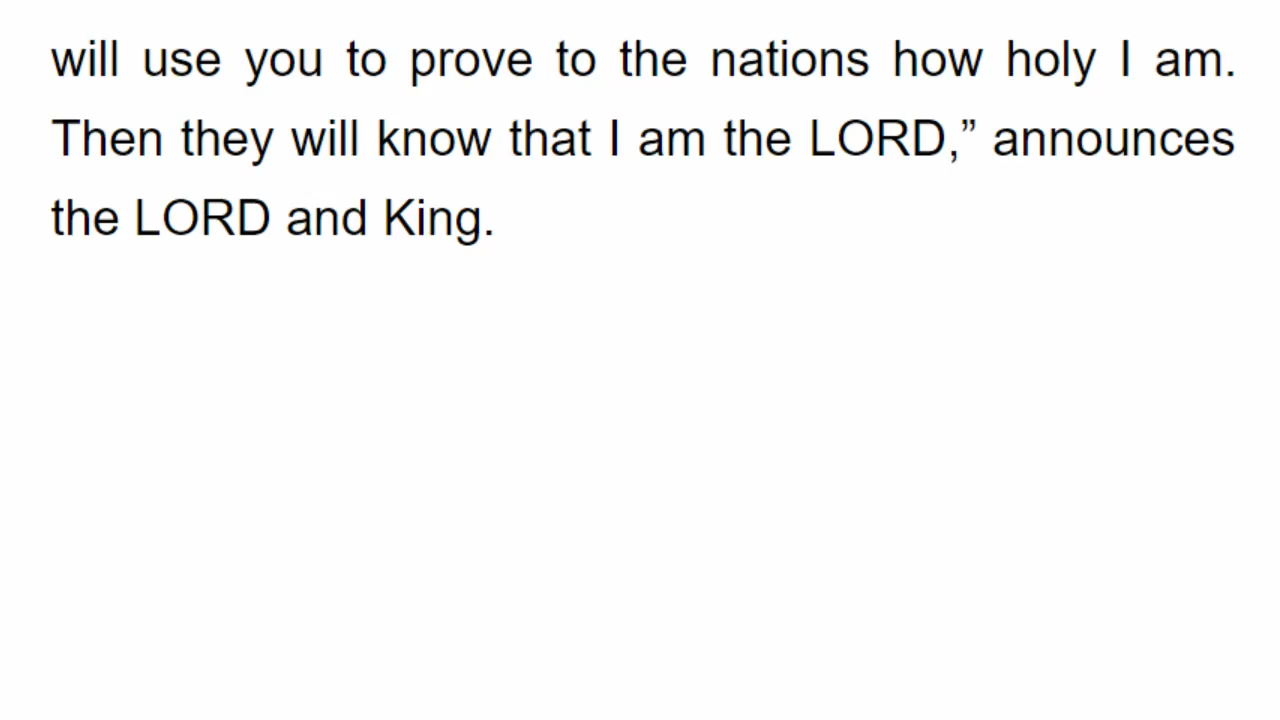 will use you to prove to the nations how holy I am.
Then they will know that I am the LORD,” announces
the LORD and King.